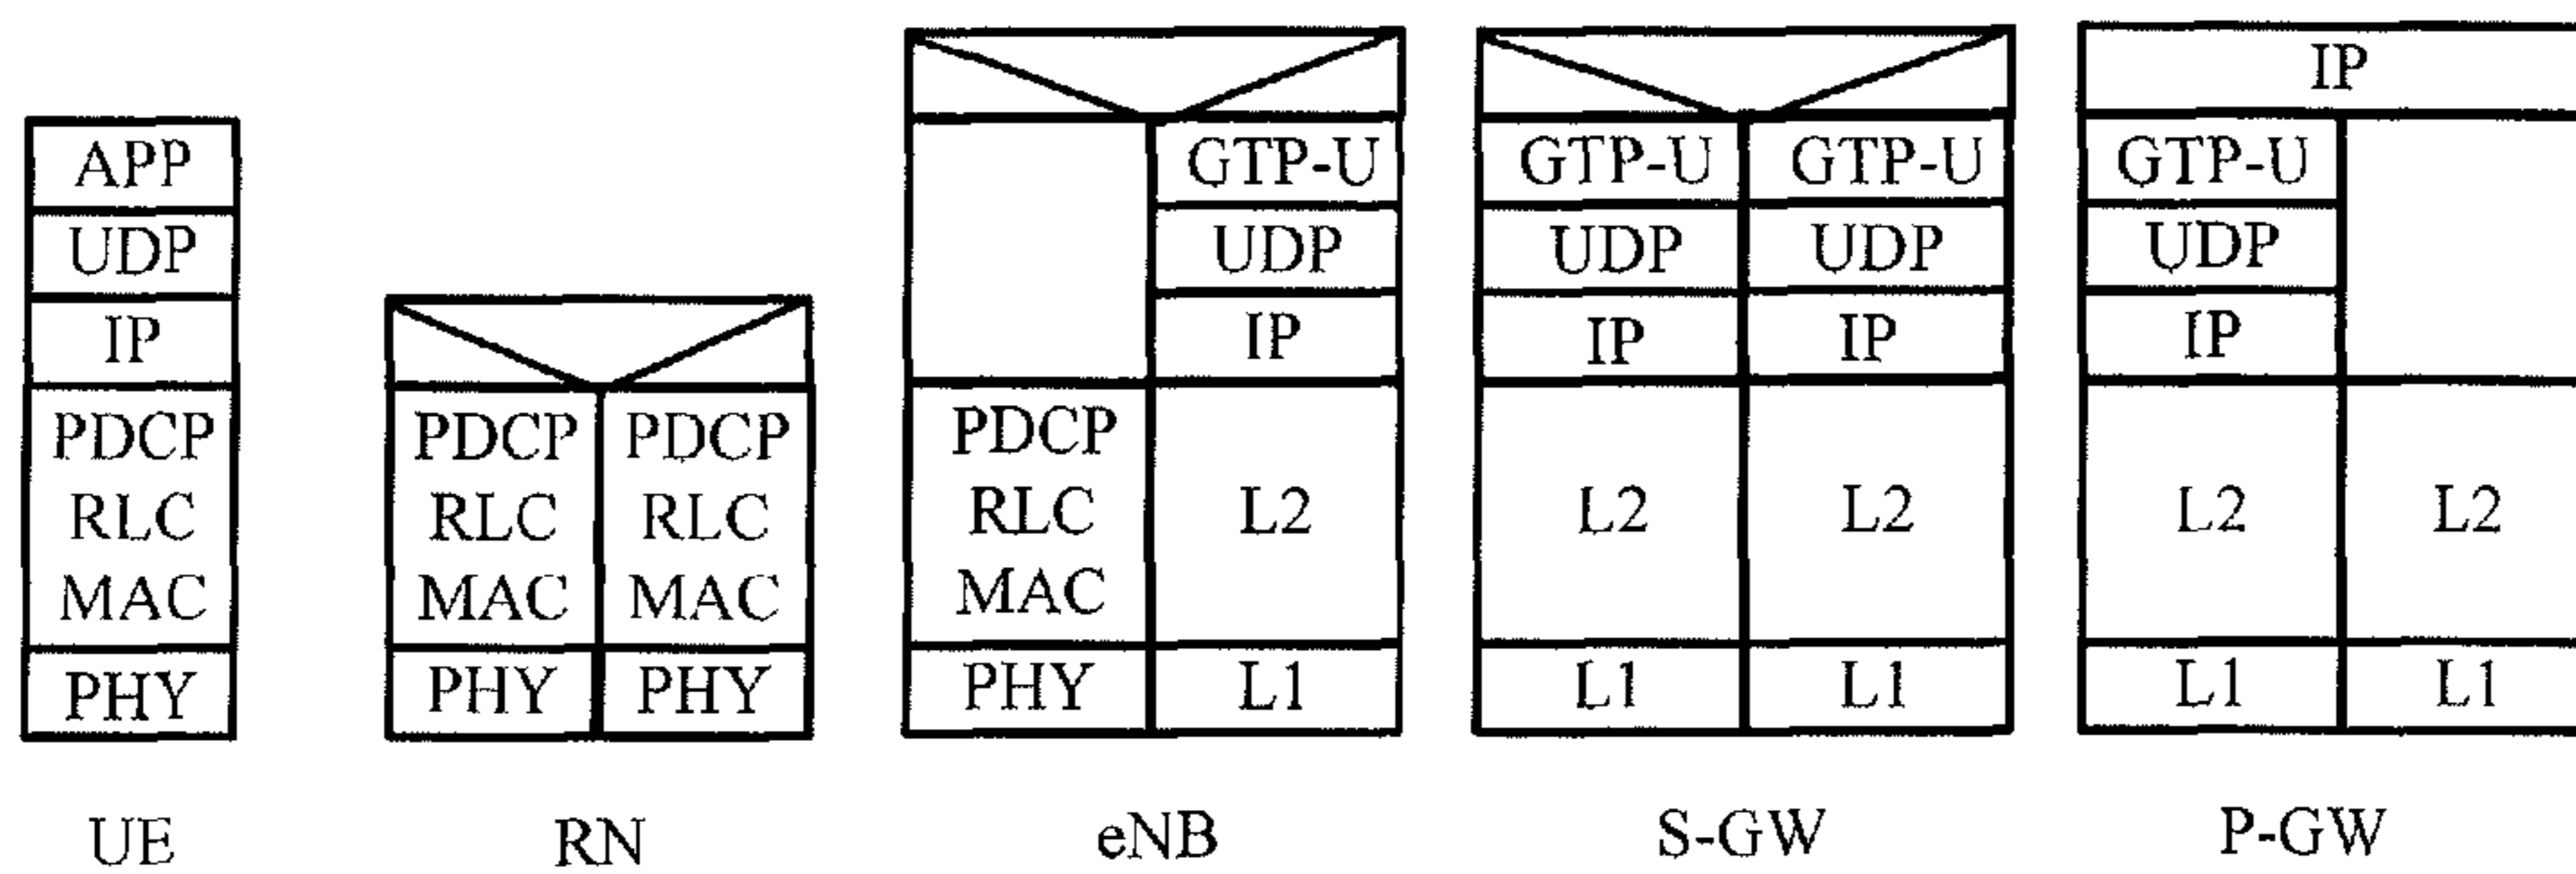 APP
UDP
IP
PDCP
RLC
MAC
PHY
UE
PDCP
RLC
MAC
PHY
PDCP
RLC
MAC
PHY
RN
PDCP
RLC
MAC
PHY
GTP-U
UDP
IP
L2
L1
eNB
GTP-U
UDP
IP
L2
L1
GTP-U
UDP
IP
L2
L1
S-GW
IP
GTP-U
UDP
IP
L2
L1
L2
L1
P-GW